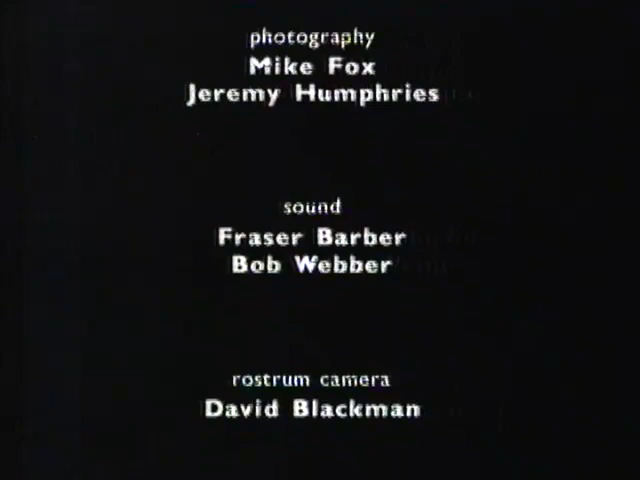 photography
Mike Fox
Jeremy Humphries
sound
Fraser Barber
Bob Webber
rostrum camera
David Blackman